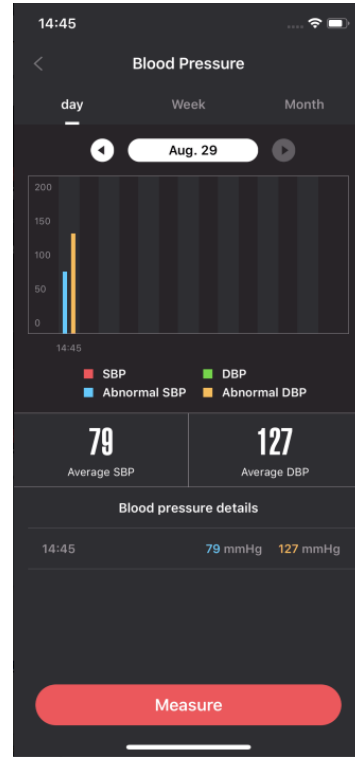 14:45
Blood Pressure
day Week Month
Aug. 29
200
150
100
50
0
14:45
SBP DBP
Abnormal SBP Abnormal DBP
79 127
Average SBP Average DBP
Blood pressure details
14:45 79 mmHg 127 mmHg
Measure